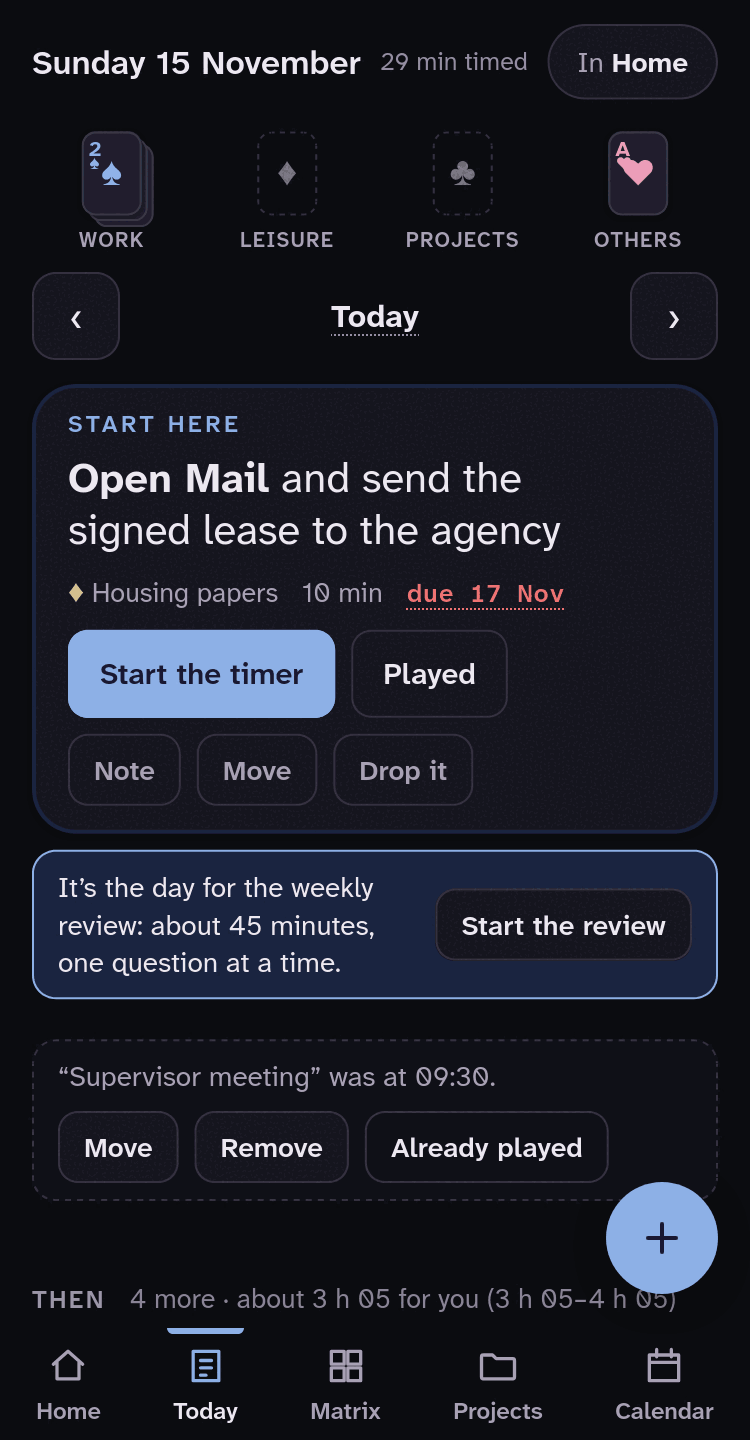 Sunday 15 November 29 min timed In Home
2 A
WORK LEISURE PROJECTS OTHERS
‹ Today ›
START HERE
Open Mail and send the
signed lease to the agency
♦ Housing papers 10 min due 17 Nov
Start the timer Played
Note Move Drop it
It’s the day for the weekly
review: about 45 minutes,
one question at a time.
Start the review
“Supervisor meeting” was at 09:30.
Move Remove Already played
+
THEN 4 more · about 3 h 05 for you (3 h 05–4 h 05)
Home Today Matrix Projects Calendar